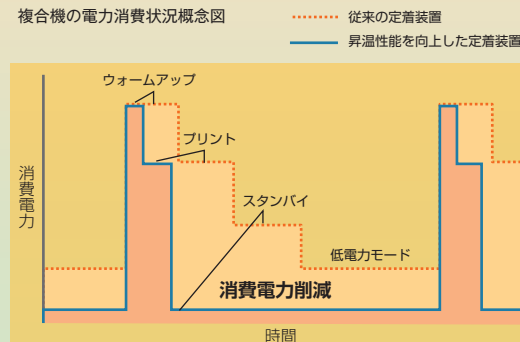 複合機の電力消費状況概念図
従来の定着装置
昇温性能を向上した定着装置
ウォームアップ
プリント
スタンバイ
低電力モード
消費電力削減
消費電力
時間